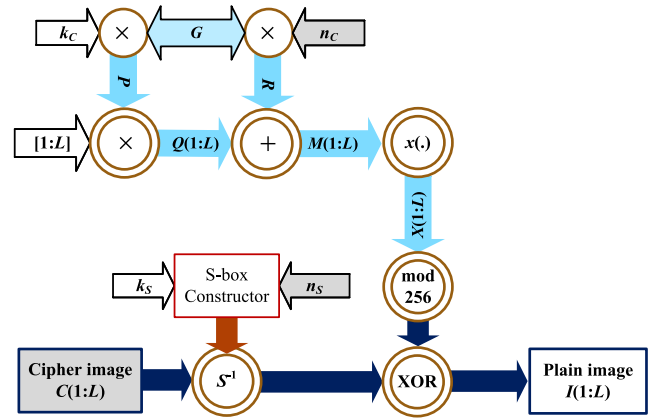 k_C × G × n_C
P R
[1:L] × Q(1:L) + M(1:L) x(.)
X(1:L)
mod
256
k_S S-box
Constructor n_S
Cipher image
C(1:L) S⁻¹ XOR Plain image
I(1:L)